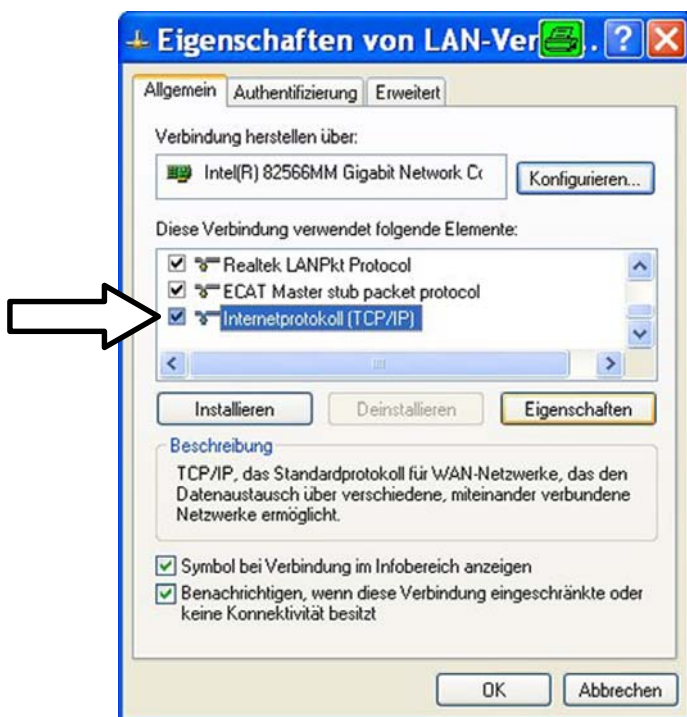 Eigenschaften von LAN-Ver...
Allgemein Authentifizierung Erweitert
Verbindung herstellen über:
Intel(R) 82566MM Gigabit Network Cc Konfigurieren...
Diese Verbindung verwendet folgende Elemente:
Realtek LANPkt Protocol
ECAT Master stub packet protocol
Internetprotokoll (TCP/IP)
Installieren Deinstallieren Eigenschaften
Beschreibung
TCP/IP, das Standardprotokoll für WAN-Netzwerke, das den
Datenaustausch über verschiedene, miteinander verbundene
Netzwerke ermöglicht.
Symbol bei Verbindung im Infobereich anzeigen
Benachrichtigen, wenn diese Verbindung eingeschränkte oder
keine Konnektivität besitzt
OK Abbrechen